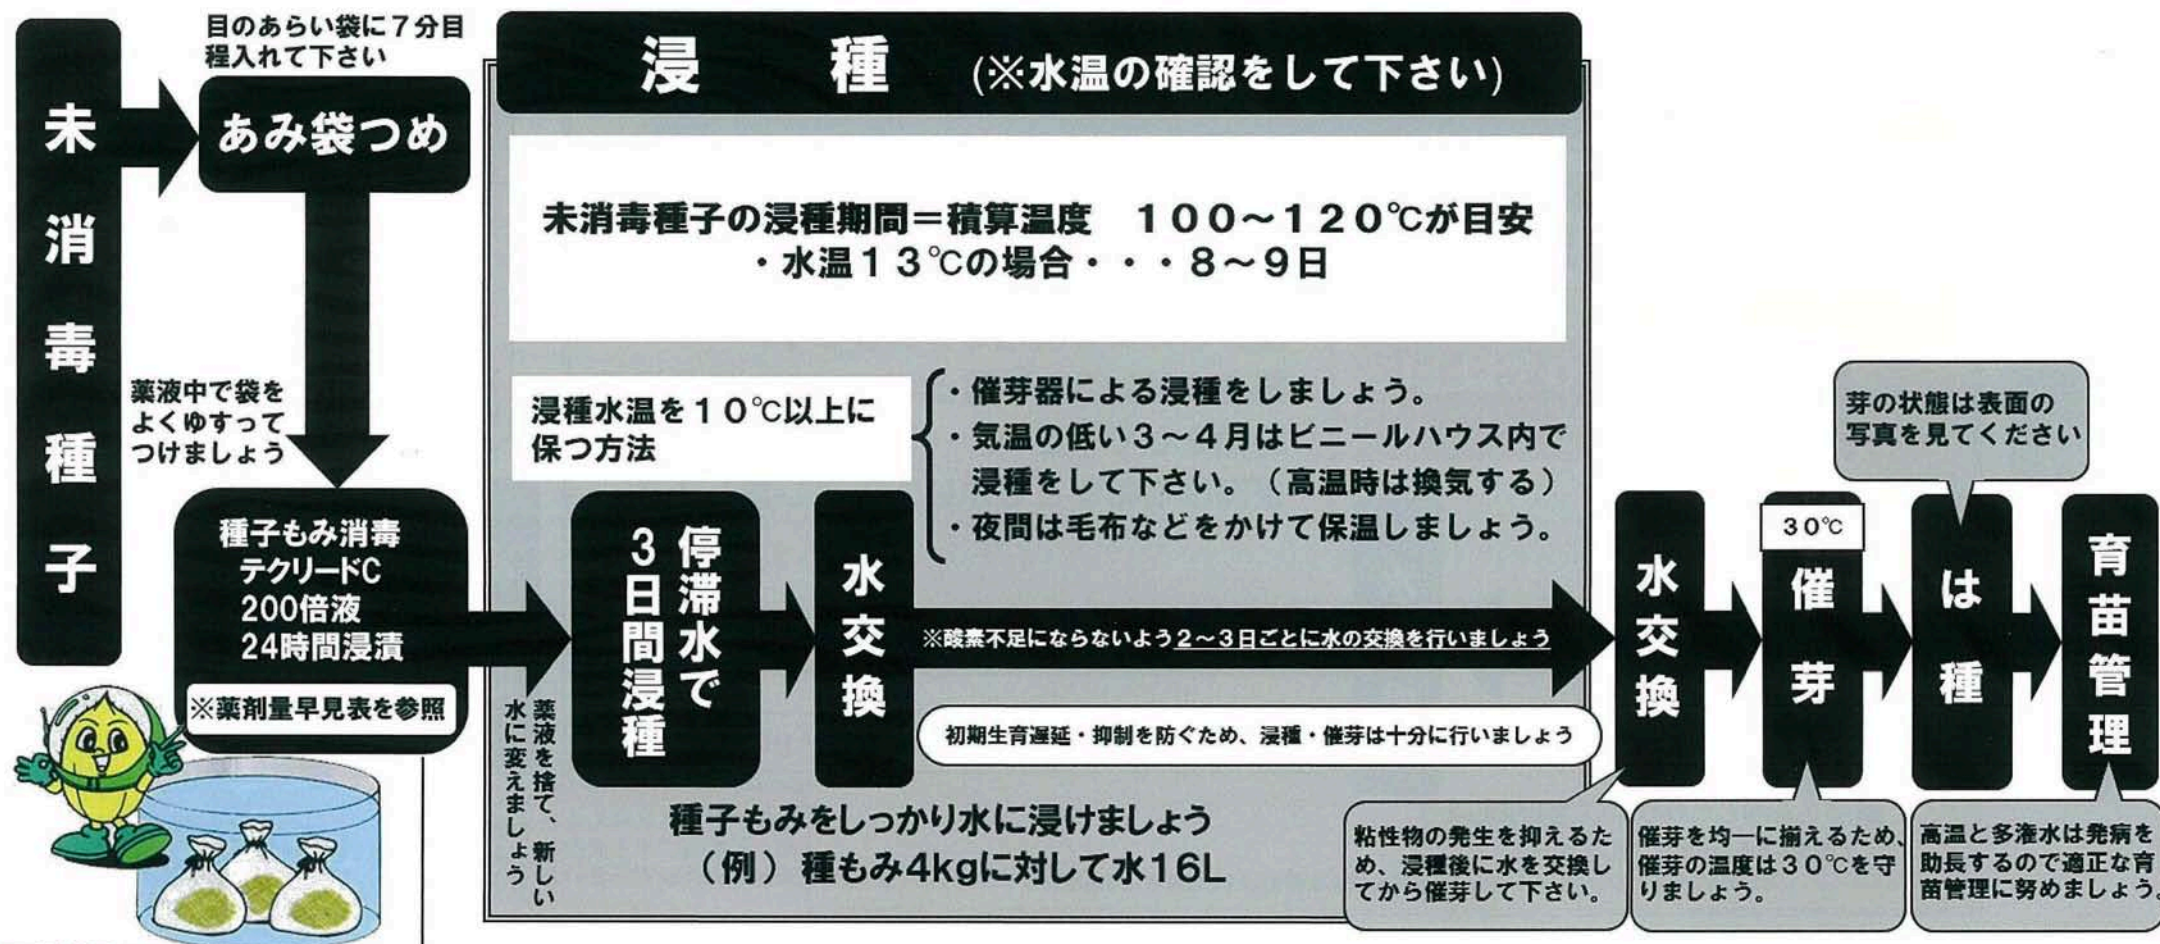 未消毒種子
目のあらい袋に７分目
程入れて下さい
あみ袋つめ
薬液中で袋を
よくゆすって
つけましょう
種子もみ消毒
テクリードC
200倍液
24時間浸漬
※薬剤量早見表を参照
浸種 (※水温の確認をして下さい)
未消毒種子の浸種期間＝積算温度　１００～１２０℃が目安
・水温１３℃の場合・・・８～９日
浸種水温を１０℃以上に
保つ方法
・催芽器による浸種をしましょう。
・気温の低い３～４月はビニールハウス内で
浸種をして下さい。（高温時は換気する）
・夜間は毛布などをかけて保温しましょう。
薬液を捨て、新しい
水に変えましょう
停滞水で
３日間浸種
水交換
※酸素不足にならないよう２～３日ごとに水の交換を行いましょう
初期生育遅延・抑制を防ぐため、浸種・催芽は十分に行いましょう
種子もみをしっかり水に浸けましょう
（例）種もみ4kgに対して水16L
水交換
粘性物の発生を抑えるた
め、浸種後に水を交換し
てから催芽して下さい。
３０℃
催芽
催芽を均一に揃えるため、
催芽の温度は３０℃を守
りましょう。
芽の状態は表面の
写真を見てください
は種
育苗管理
高温と多潅水は発病を
助長するので適正な育
苗管理に努めましょう。